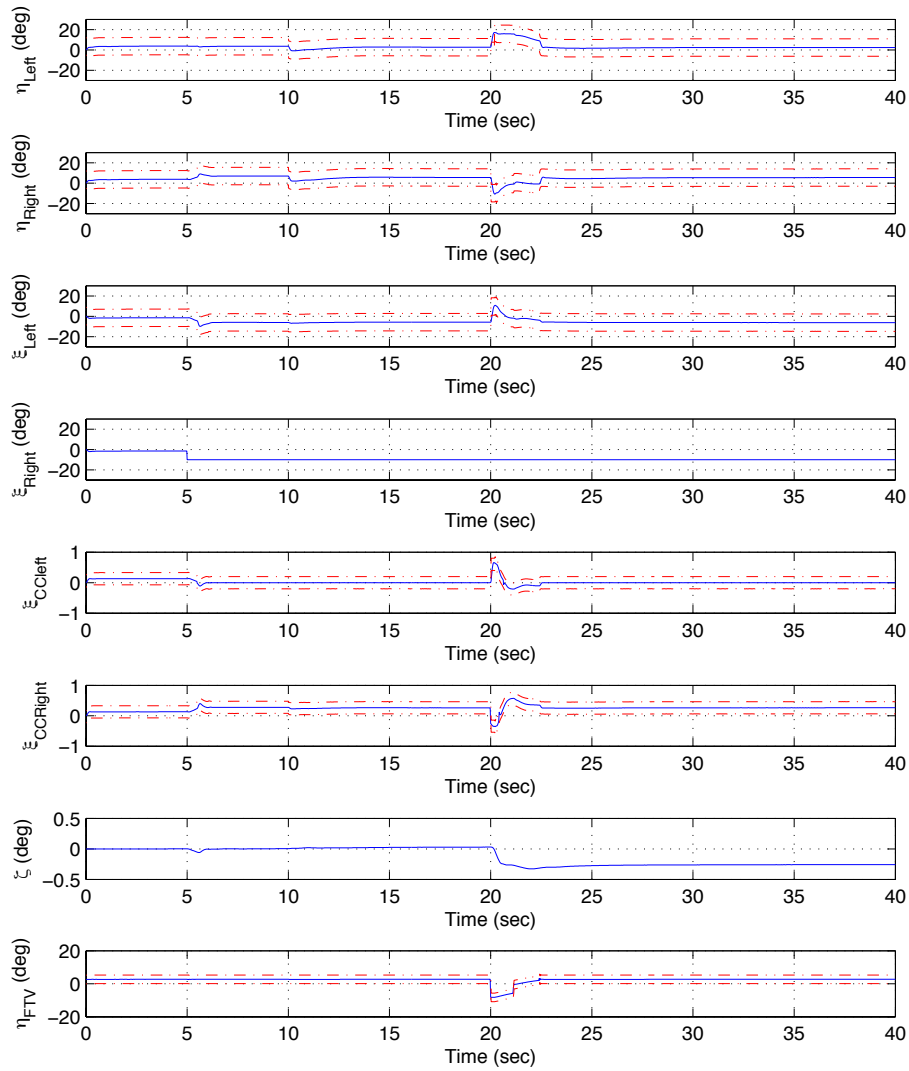 η_Left (deg)
20
0
−20
0 5 10 15 20 25 30 35 40
Time (sec)
η_Right (deg)
20
0
−20
0 5 10 15 20 25 30 35 40
Time (sec)
ξ_Left (deg)
20
0
−20
0 5 10 15 20 25 30 35 40
Time (sec)
ξ_Right (deg)
20
0
−20
0 5 10 15 20 25 30 35 40
Time (sec)
ξ_CCleft
1
0
−1
0 5 10 15 20 25 30 35 40
Time (sec)
ξ_CCRight
1
0
−1
0 5 10 15 20 25 30 35 40
Time (sec)
ζ (deg)
0.5
0
−0.5
0 5 10 15 20 25 30 35 40
Time (sec)
η_FTV (deg)
20
0
−20
0 5 10 15 20 25 30 35 40
Time (sec)